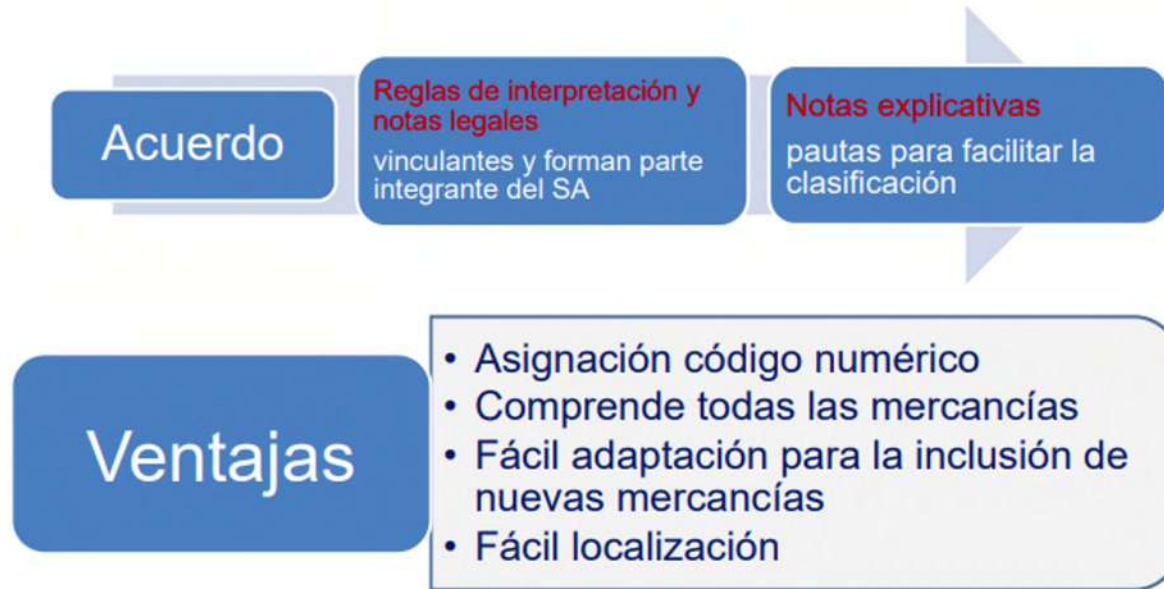 Acuerdo
Reglas de interpretación y
notas legales
vinculantes y forman parte
integrante del SA
Notas explicativas
pautas para facilitar la
clasificación
Ventajas
• Asignación código numérico
• Comprende todas las mercancías
• Fácil adaptación para la inclusión de
nuevas mercancías
• Fácil localización